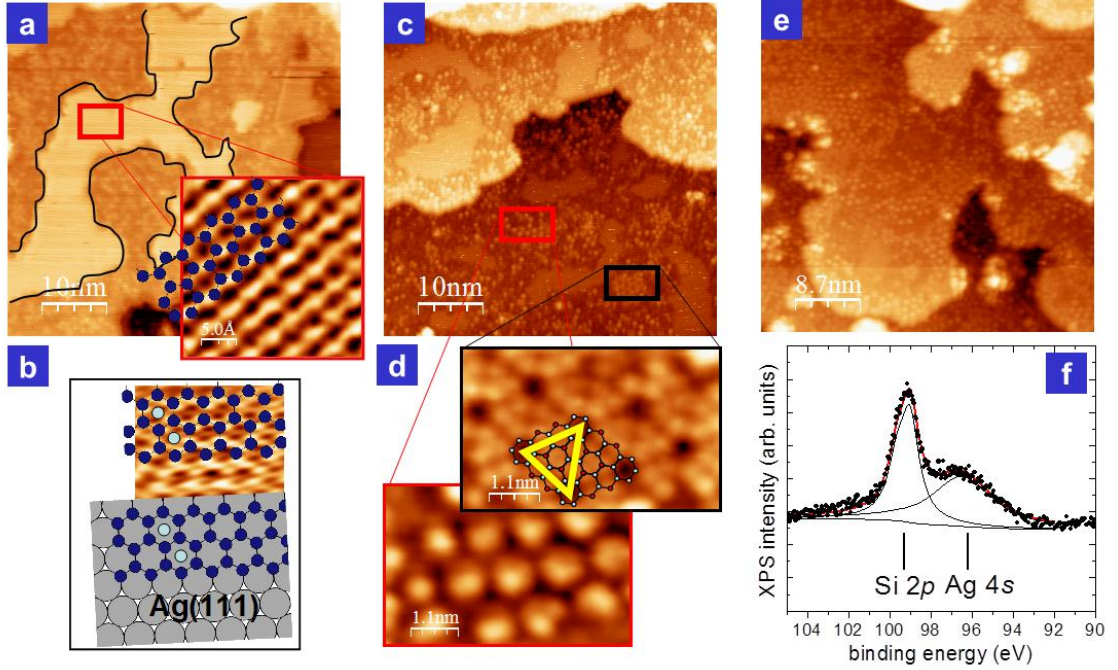 a
10nm
5.0Å
b
Ag(111)
c
10nm
d
1.1nm
1.1nm
e
8.7nm
f
XPS intensity (arb. units)
Si 2p Ag 4s
104 102 100 98 96 94 92 90
binding energy (eV)